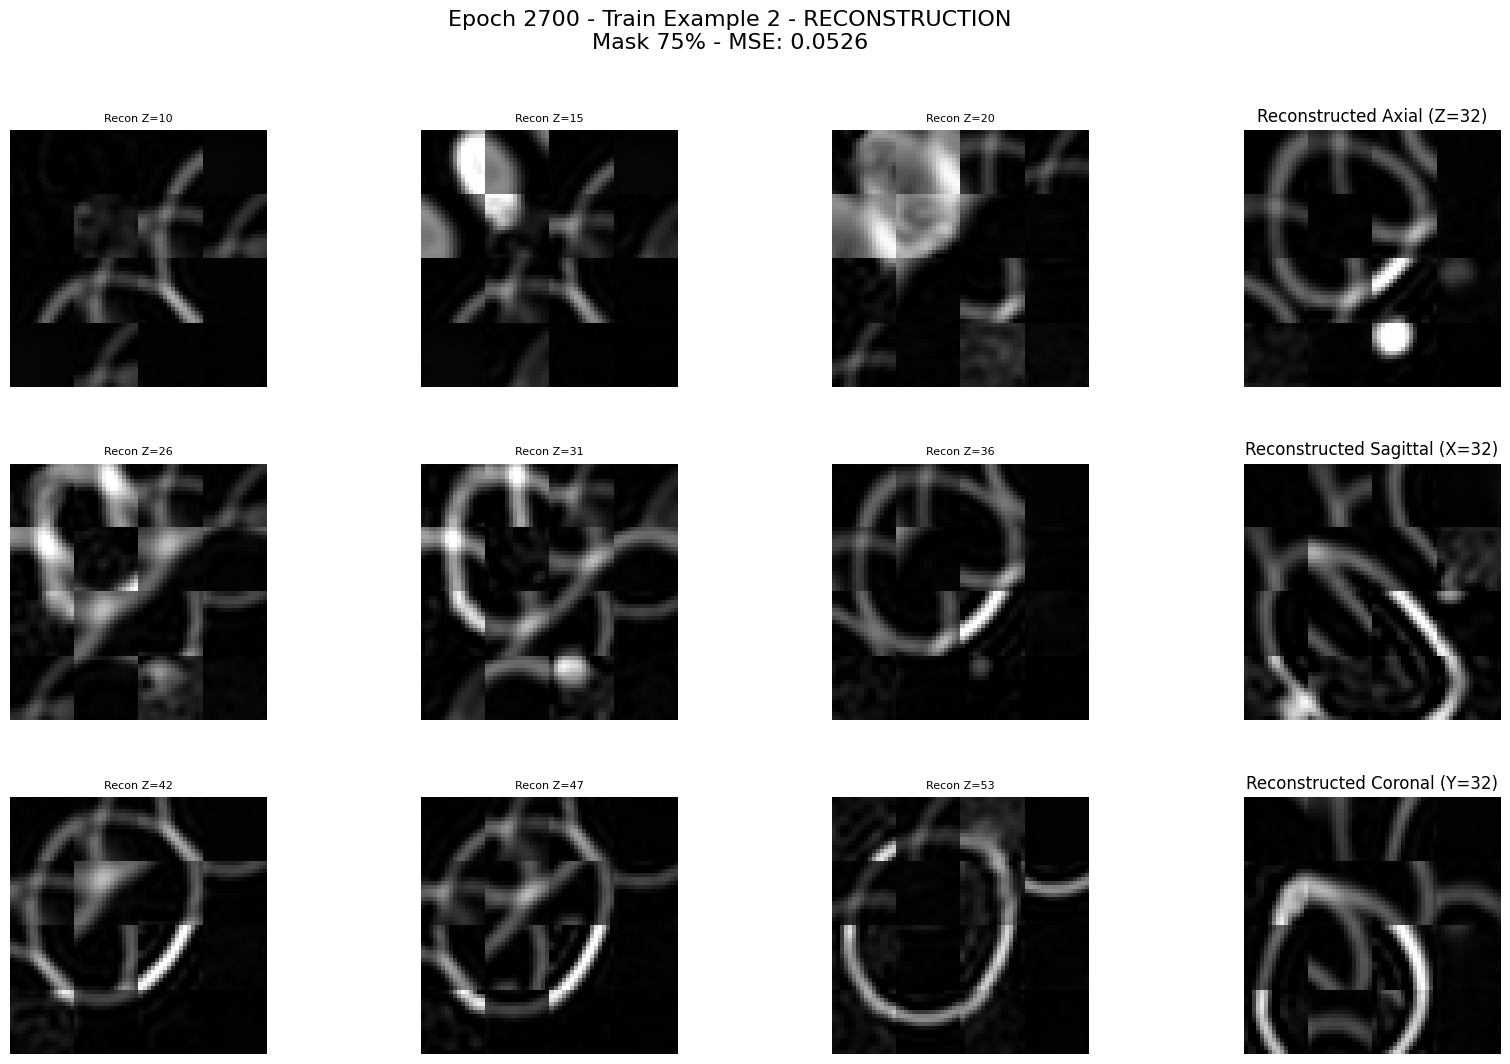 Epoch 2700 - Train Example 2 - RECONSTRUCTION
Mask 75% - MSE: 0.0526
Recon Z=10
Recon Z=15
Recon Z=20
Reconstructed Axial (Z=32)
Recon Z=26
Recon Z=31
Recon Z=36
Reconstructed Sagittal (X=32)
Recon Z=42
Recon Z=47
Recon Z=53
Reconstructed Coronal (Y=32)